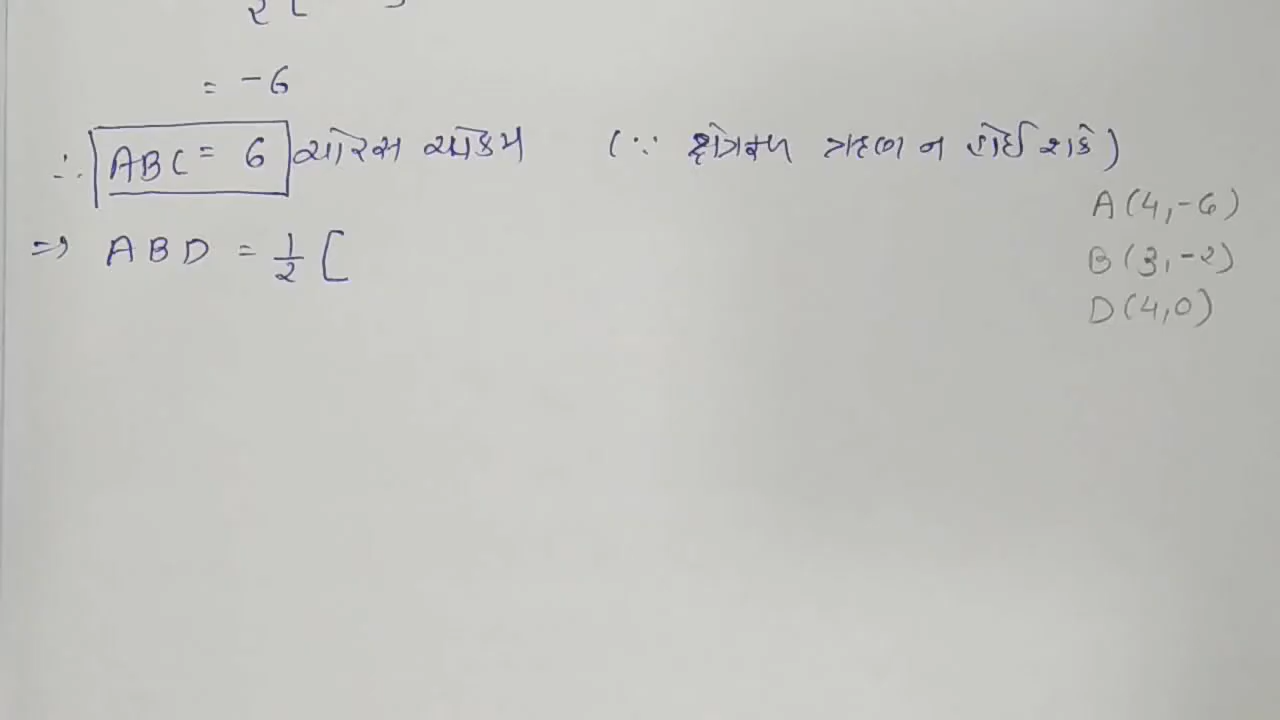 = -6
∴ ABC = 6 ચોરસ એકમ (∵ ક્ષેત્રફળ ઋણ ન હોઈ શકે)
A(4,-6)
⇒ ABD = 1/2 [
B(3,-2)
D(4,0)